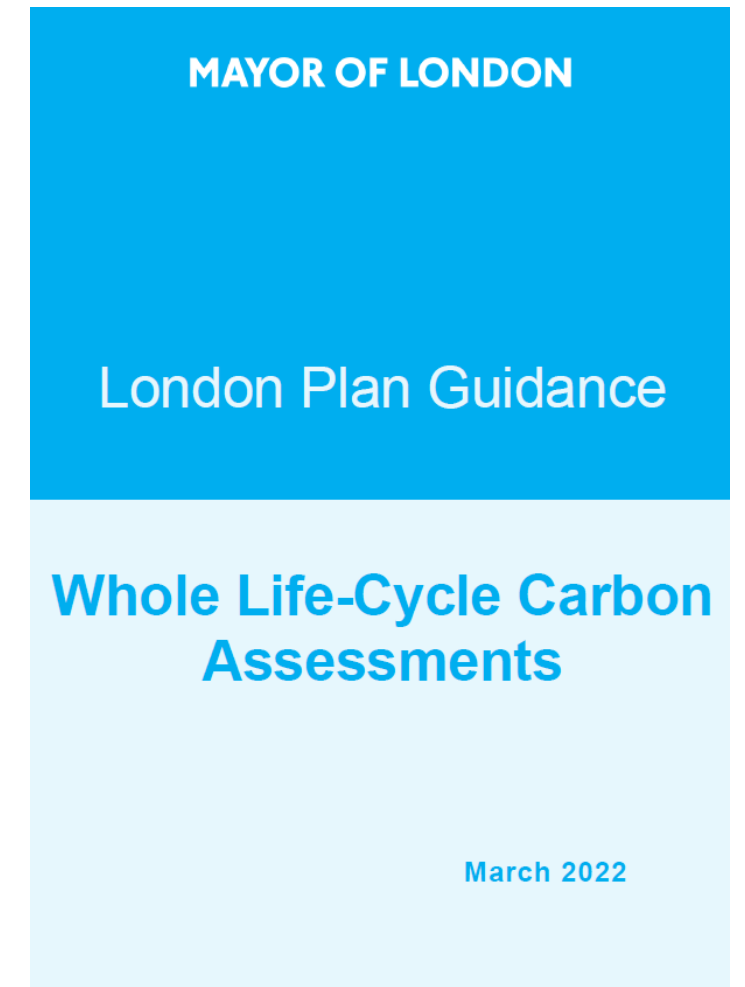 MAYOR OF LONDON
London Plan Guidance
Whole Life-Cycle Carbon
Assessments
March 2022